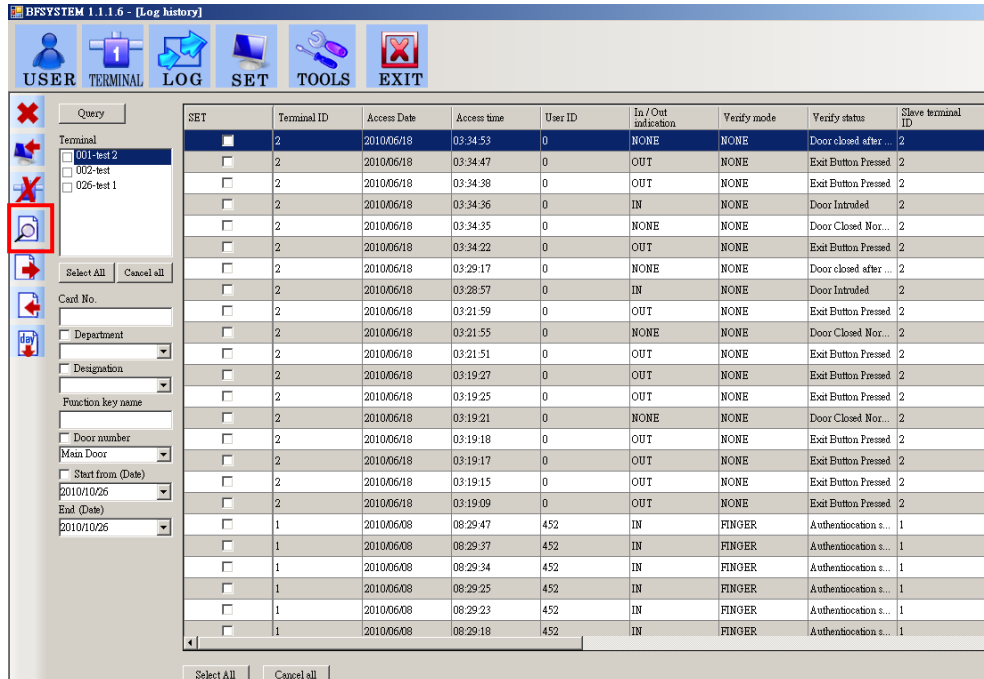 BFSYSTEM 1.1.1.6 - [Log history]
USER TERMINAL LOG SET TOOLS EXIT
1
Query
Terminal
001-test 2
002-test
026-test 1
Select All Cancel all
Card No.
Department
Designation
Function key name
Door number
Main Door
Start from (Date)
2010/10/26
End (Date)
2010/10/26
day
SET Terminal ID Access Date Access time User ID In / Out indication Verify mode Verify status Slave terminal ID
2 2010/06/18 03:34:53 0 NONE NONE Door closed after ... 2
2 2010/06/18 03:34:47 0 OUT NONE Exit Button Pressed 2
2 2010/06/18 03:34:38 0 OUT NONE Exit Button Pressed 2
2 2010/06/18 03:34:36 0 IN NONE Door Intruded 2
2 2010/06/18 03:34:35 0 NONE NONE Door Closed Nor... 2
2 2010/06/18 03:34:22 0 OUT NONE Exit Button Pressed 2
2 2010/06/18 03:29:17 0 NONE NONE Door closed after ... 2
2 2010/06/18 03:28:57 0 IN NONE Door Intruded 2
2 2010/06/18 03:21:59 0 OUT NONE Exit Button Pressed 2
2 2010/06/18 03:21:55 0 NONE NONE Door Closed Nor... 2
2 2010/06/18 03:21:51 0 OUT NONE Exit Button Pressed 2
2 2010/06/18 03:19:27 0 OUT NONE Exit Button Pressed 2
2 2010/06/18 03:19:25 0 OUT NONE Exit Button Pressed 2
2 2010/06/18 03:19:21 0 NONE NONE Door Closed Nor... 2
2 2010/06/18 03:19:18 0 OUT NONE Exit Button Pressed 2
2 2010/06/18 03:19:17 0 OUT NONE Exit Button Pressed 2
2 2010/06/18 03:19:15 0 OUT NONE Exit Button Pressed 2
2 2010/06/18 03:19:09 0 OUT NONE Exit Button Pressed 2
1 2010/06/08 08:29:47 452 IN FINGER Authentiocation s... 1
1 2010/06/08 08:29:37 452 IN FINGER Authentiocation s... 1
1 2010/06/08 08:29:34 452 IN FINGER Authentiocation s... 1
1 2010/06/08 08:29:25 452 IN FINGER Authentiocation s... 1
1 2010/06/08 08:29:23 452 IN FINGER Authentiocation s... 1
1 2010/06/08 08:29:18 452 IN FINGER Authentiocation s... 1
Select All Cancel all